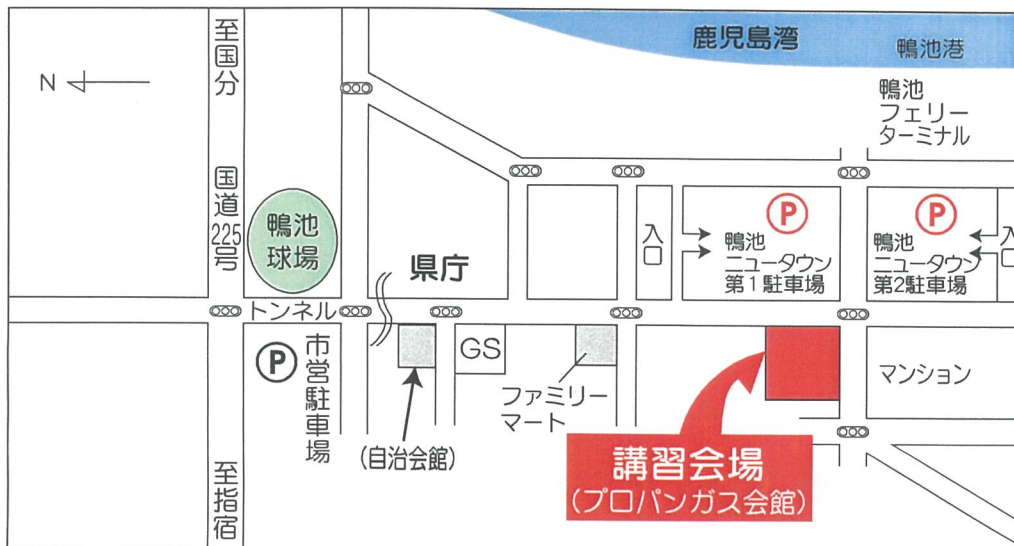 鹿児島湾
鴨池港
至国分
N
鴨池
フェリー
ターミナル
国道225号
鴨池
球場
県庁
入口
P
鴨池
ニュータウン
第1駐車場
P
鴨池
ニュータウン
第2駐車場
入口
トンネル
P
市営駐車場
GS
ファミリー
マート
マンション
(自治会館)
講習会場
(プロパンガス会館)
至指宿